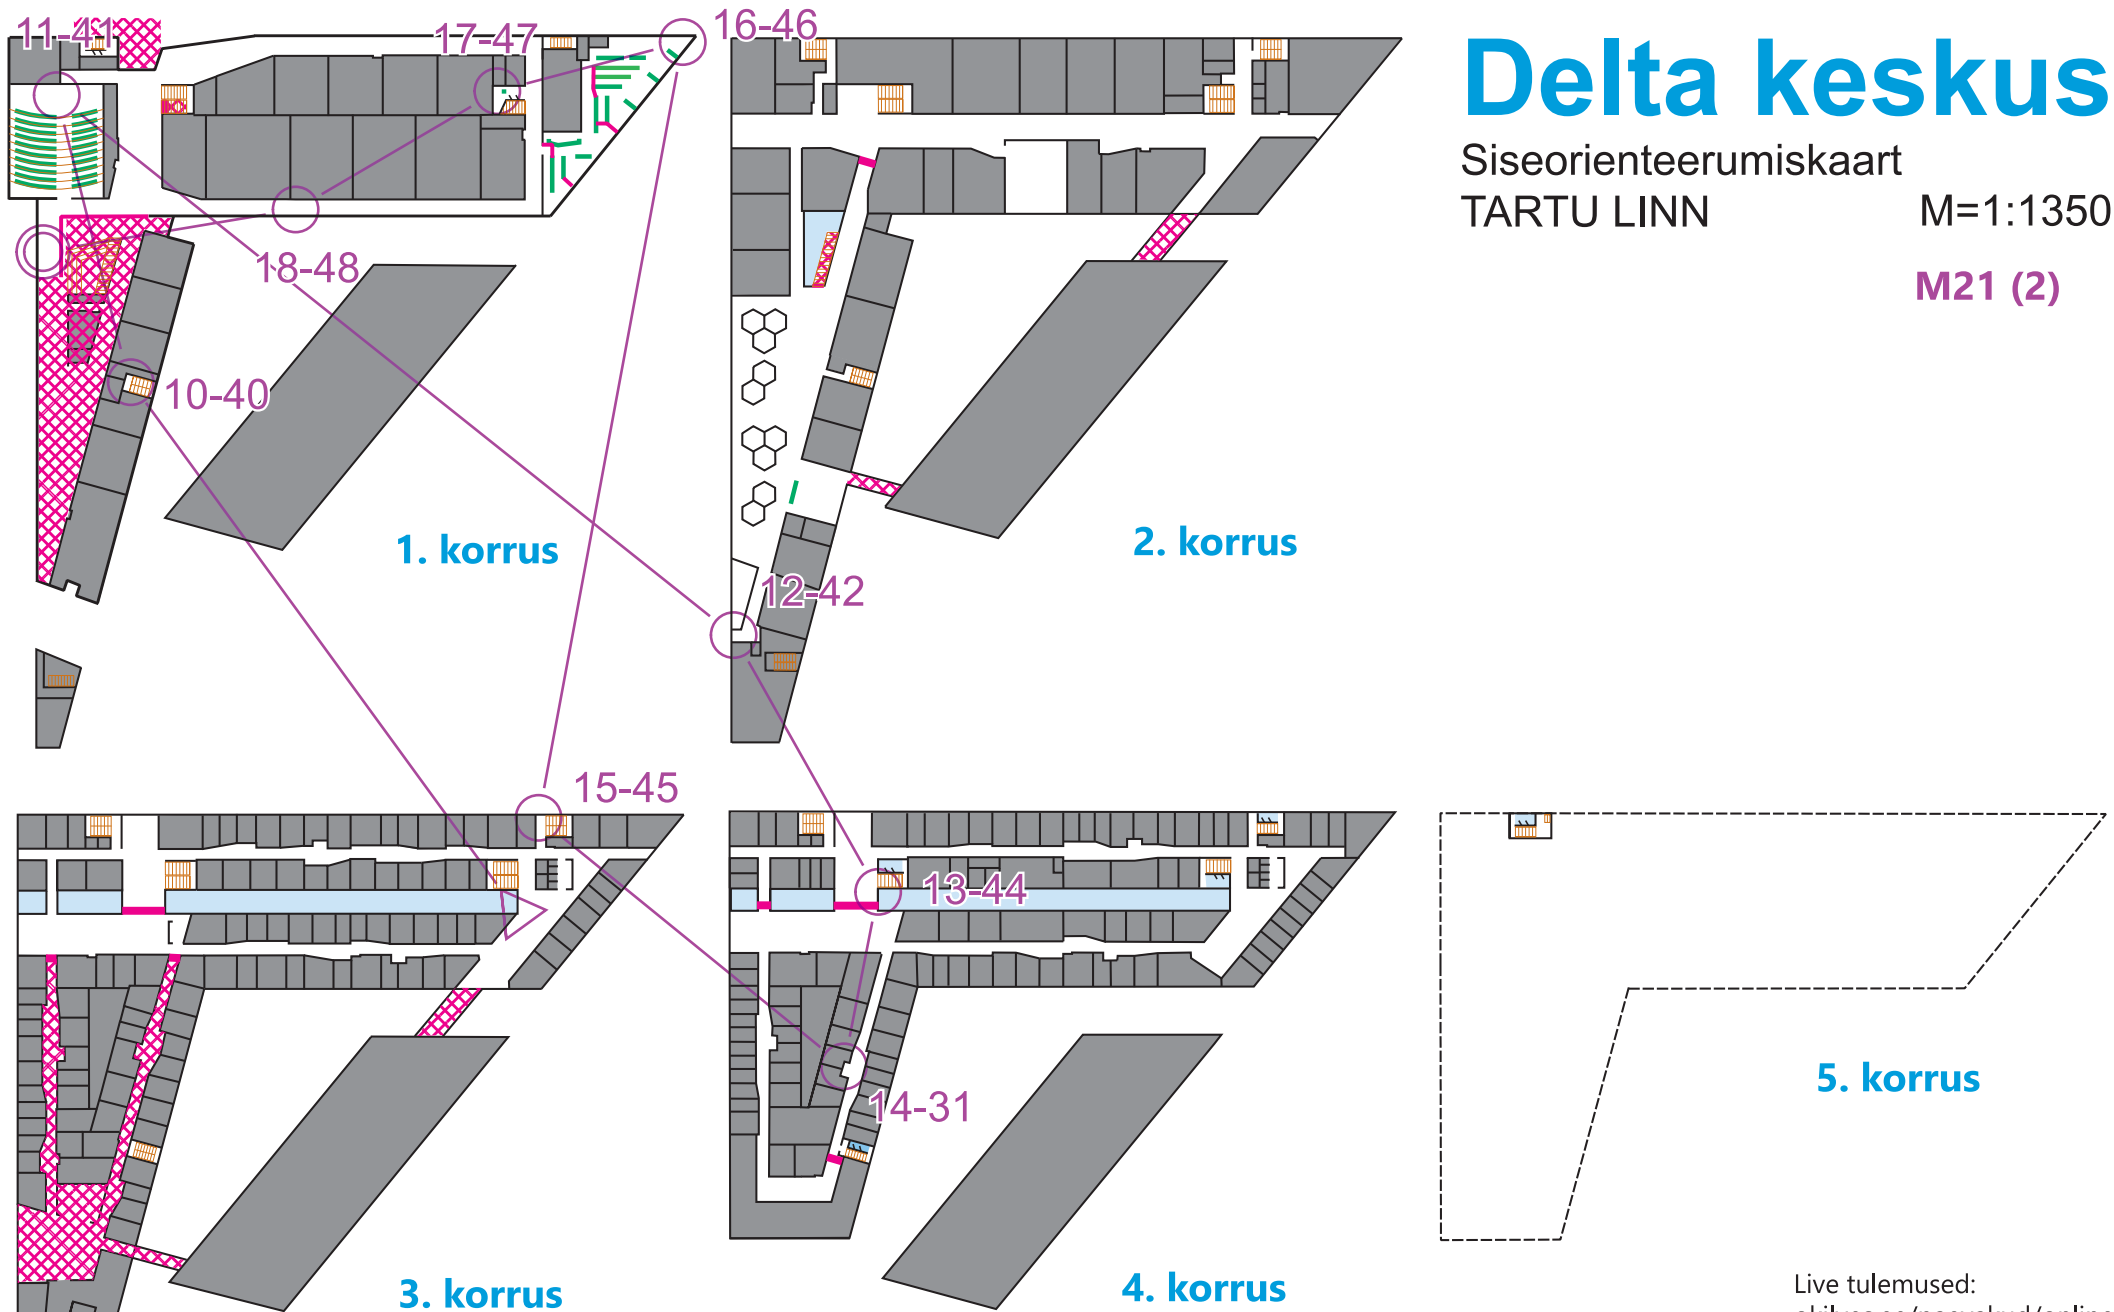 Delta keskus
Siseorienteerumiskaart
TARTU LINN M=1:1350
M21 (2)
11-41
17-47
16-46
18-48
10-40
1. korrus
2. korrus
12-42
15-45
13-44
14-31
3. korrus
4. korrus
5. korrus
Live tulemused: